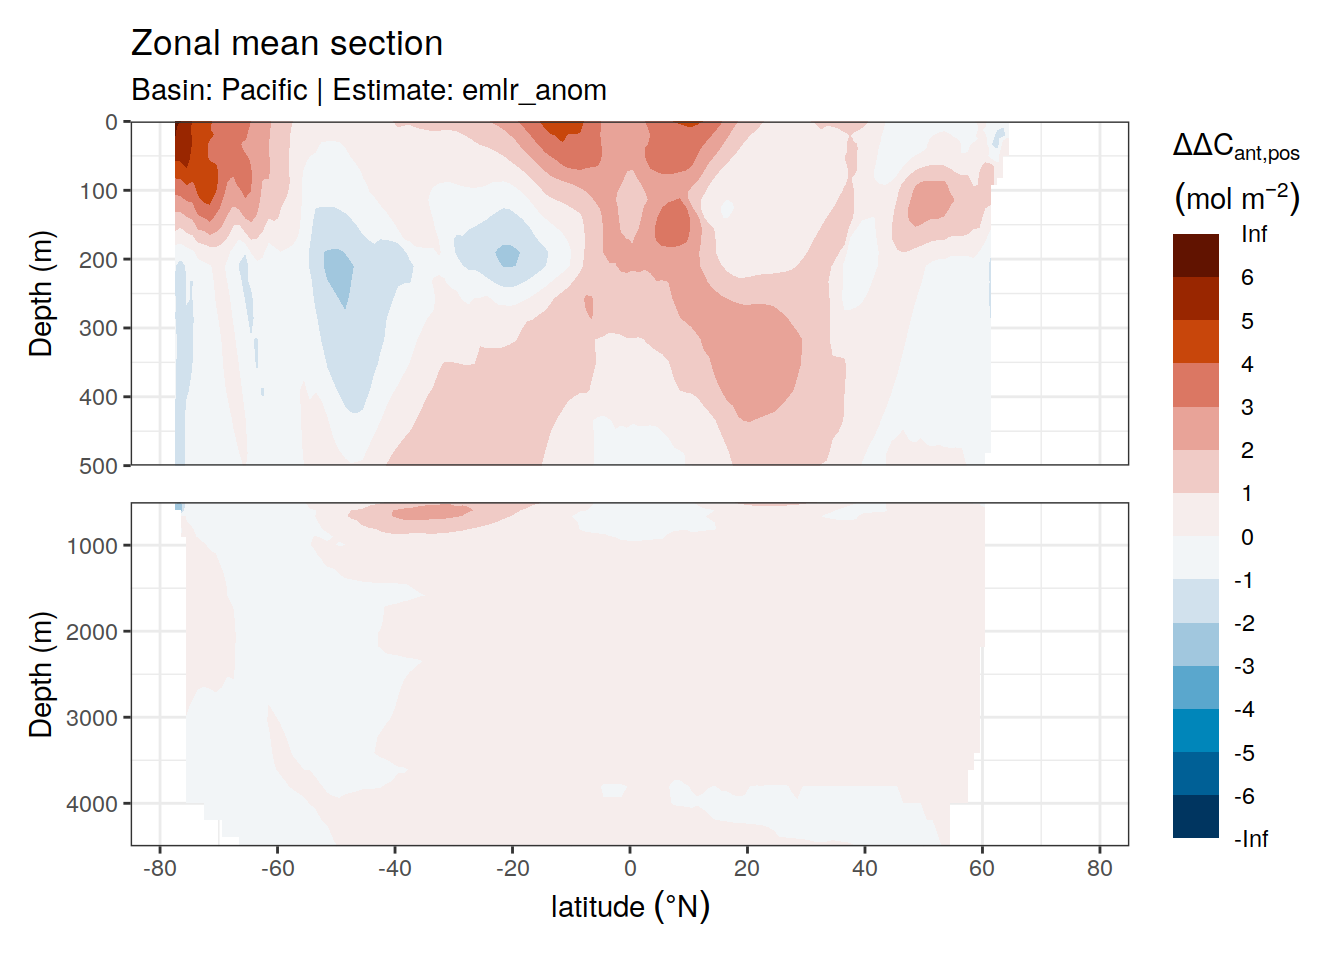 Zonal mean section
Basin: Pacific | Estimate: emlr_anom
0
100
200
300
400
500
Depth (m)
1000
2000
3000
4000
Depth (m)
-80 -60 -40 -20 0 20 40 60 80
latitude (°N)
ΔΔCant,pos
(mol m−2)
Inf
6
5
4
3
2
1
0
-1
-2
-3
-4
-5
-6
-Inf